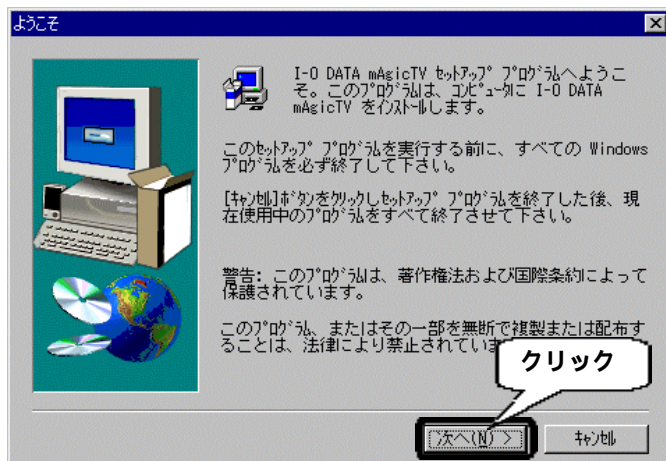 ようこそ
I-O DATA mAgicTV ｾｯﾄｱｯﾌﾟ ﾌﾟﾛｸﾞﾗﾑへようこ
そ。このﾌﾟﾛｸﾞﾗﾑは、ｺﾝﾋﾟｭｰﾀに I-O DATA
mAgicTV をｲﾝｽﾄｰﾙします。
このｾｯﾄｱｯﾌﾟ ﾌﾟﾛｸﾞﾗﾑを実行する前に、すべての Windows
ﾌﾟﾛｸﾞﾗﾑを必ず終了して下さい。
[ｷｬﾝｾﾙ]ﾎﾞﾀﾝをｸﾘｯｸしｾｯﾄｱｯﾌﾟ ﾌﾟﾛｸﾞﾗﾑを終了した後、現
在使用中のﾌﾟﾛｸﾞﾗﾑをすべて終了させて下さい。
警告: このﾌﾟﾛｸﾞﾗﾑは、著作権法および国際条約によって
保護されています。
このﾌﾟﾛｸﾞﾗﾑ、またはその一部を無断で複製または配布す
ることは、法律により禁止されていま
クリック
次へ(N) >
ｷｬﾝｾﾙ